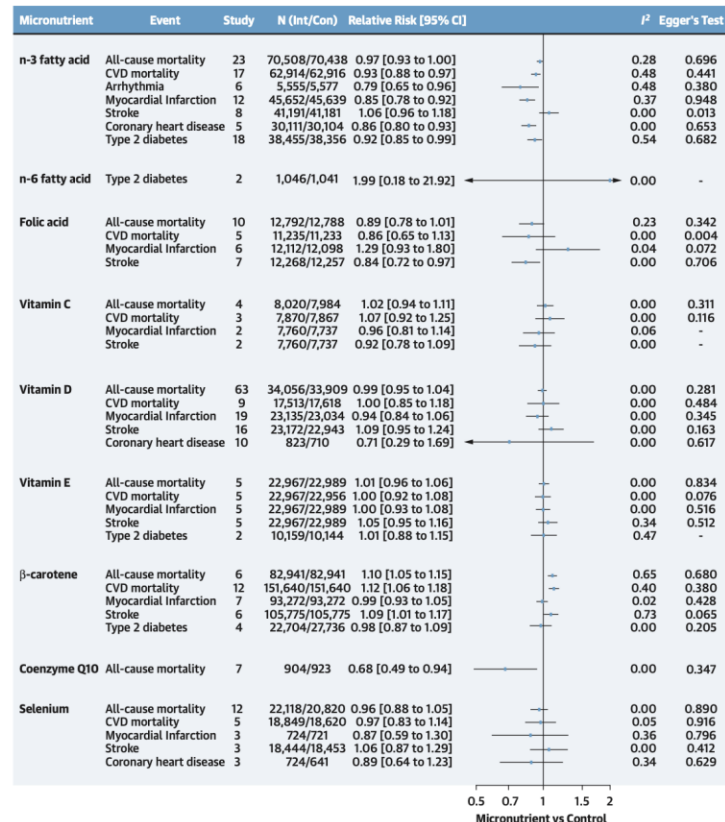 Micronutrient Event Study N (Int/Con) Relative Risk [95% CI] I² Egger's Test
n-3 fatty acid All-cause mortality 23 70,508/70,438 0.97 [0.93 to 1.00] 0.28 0.696
CVD mortality 17 62,914/62,916 0.93 [0.88 to 0.97] 0.48 0.441
Arrhythmia 6 5,555/5,577 0.79 [0.65 to 0.96] 0.48 0.380
Myocardial Infarction 12 45,652/45,639 0.85 [0.78 to 0.92] 0.37 0.948
Stroke 8 41,191/41,181 1.06 [0.96 to 1.18] 0.00 0.013
Coronary heart disease 5 30,111/30,104 0.86 [0.80 to 0.93] 0.00 0.653
Type 2 diabetes 18 38,455/38,356 0.92 [0.85 to 0.99] 0.54 0.682
n-6 fatty acid Type 2 diabetes 2 1,046/1,041 1.99 [0.18 to 21.92] 0.00 -
Folic acid All-cause mortality 10 12,792/12,788 0.89 [0.78 to 1.01] 0.23 0.342
CVD mortality 5 11,235/11,233 0.86 [0.65 to 1.13] 0.00 0.004
Myocardial Infarction 6 12,112/12,098 1.29 [0.93 to 1.80] 0.04 0.072
Stroke 7 12,268/12,257 0.84 [0.72 to 0.97] 0.00 0.706
Vitamin C All-cause mortality 4 8,020/7,984 1.02 [0.94 to 1.11] 0.00 0.311
CVD mortality 3 7,870/7,867 1.07 [0.92 to 1.25] 0.00 0.116
Myocardial Infarction 2 7,760/7,737 0.96 [0.81 to 1.14] 0.06 -
Stroke 2 7,760/7,737 0.92 [0.78 to 1.09] 0.00 -
Vitamin D All-cause mortality 63 34,056/33,909 0.99 [0.95 to 1.04] 0.00 0.281
CVD mortality 9 17,513/17,618 1.00 [0.85 to 1.18] 0.00 0.484
Myocardial Infarction 19 23,135/23,034 0.94 [0.84 to 1.06] 0.00 0.345
Stroke 16 23,172/22,943 1.09 [0.95 to 1.24] 0.00 0.163
Coronary heart disease 10 823/710 0.71 [0.29 to 1.69] 0.00 0.617
Vitamin E All-cause mortality 5 22,967/22,989 1.01 [0.96 to 1.06] 0.00 0.834
CVD mortality 5 22,967/22,956 1.00 [0.92 to 1.08] 0.00 0.076
Myocardial Infarction 5 22,967/22,989 1.00 [0.93 to 1.08] 0.00 0.516
Stroke 5 22,967/22,989 1.05 [0.95 to 1.16] 0.34 0.512
Type 2 diabetes 2 10,159/10,144 1.01 [0.88 to 1.15] 0.47 -
β-carotene All-cause mortality 6 82,941/82,941 1.10 [1.05 to 1.15] 0.65 0.680
CVD mortality 12 151,640/151,640 1.12 [1.06 to 1.18] 0.40 0.380
Myocardial Infarction 7 93,272/93,272 0.99 [0.93 to 1.05] 0.02 0.428
Stroke 6 105,775/105,775 1.09 [1.01 to 1.17] 0.73 0.065
Type 2 diabetes 4 22,704/27,736 0.98 [0.87 to 1.09] 0.00 0.205
Coenzyme Q10 All-cause mortality 7 904/923 0.68 [0.49 to 0.94] 0.00 0.347
Selenium All-cause mortality 12 22,118/20,820 0.96 [0.88 to 1.05] 0.00 0.890
CVD mortality 5 18,849/18,620 0.97 [0.83 to 1.14] 0.05 0.916
Myocardial Infarction 3 724/721 0.87 [0.59 to 1.30] 0.36 0.796
Stroke 3 18,444/18,453 1.06 [0.87 to 1.29] 0.00 0.412
Coronary heart disease 3 724/641 0.89 [0.64 to 1.23] 0.34 0.629
0.5 0.7 1 1.5 2
Micronutrient vs Control